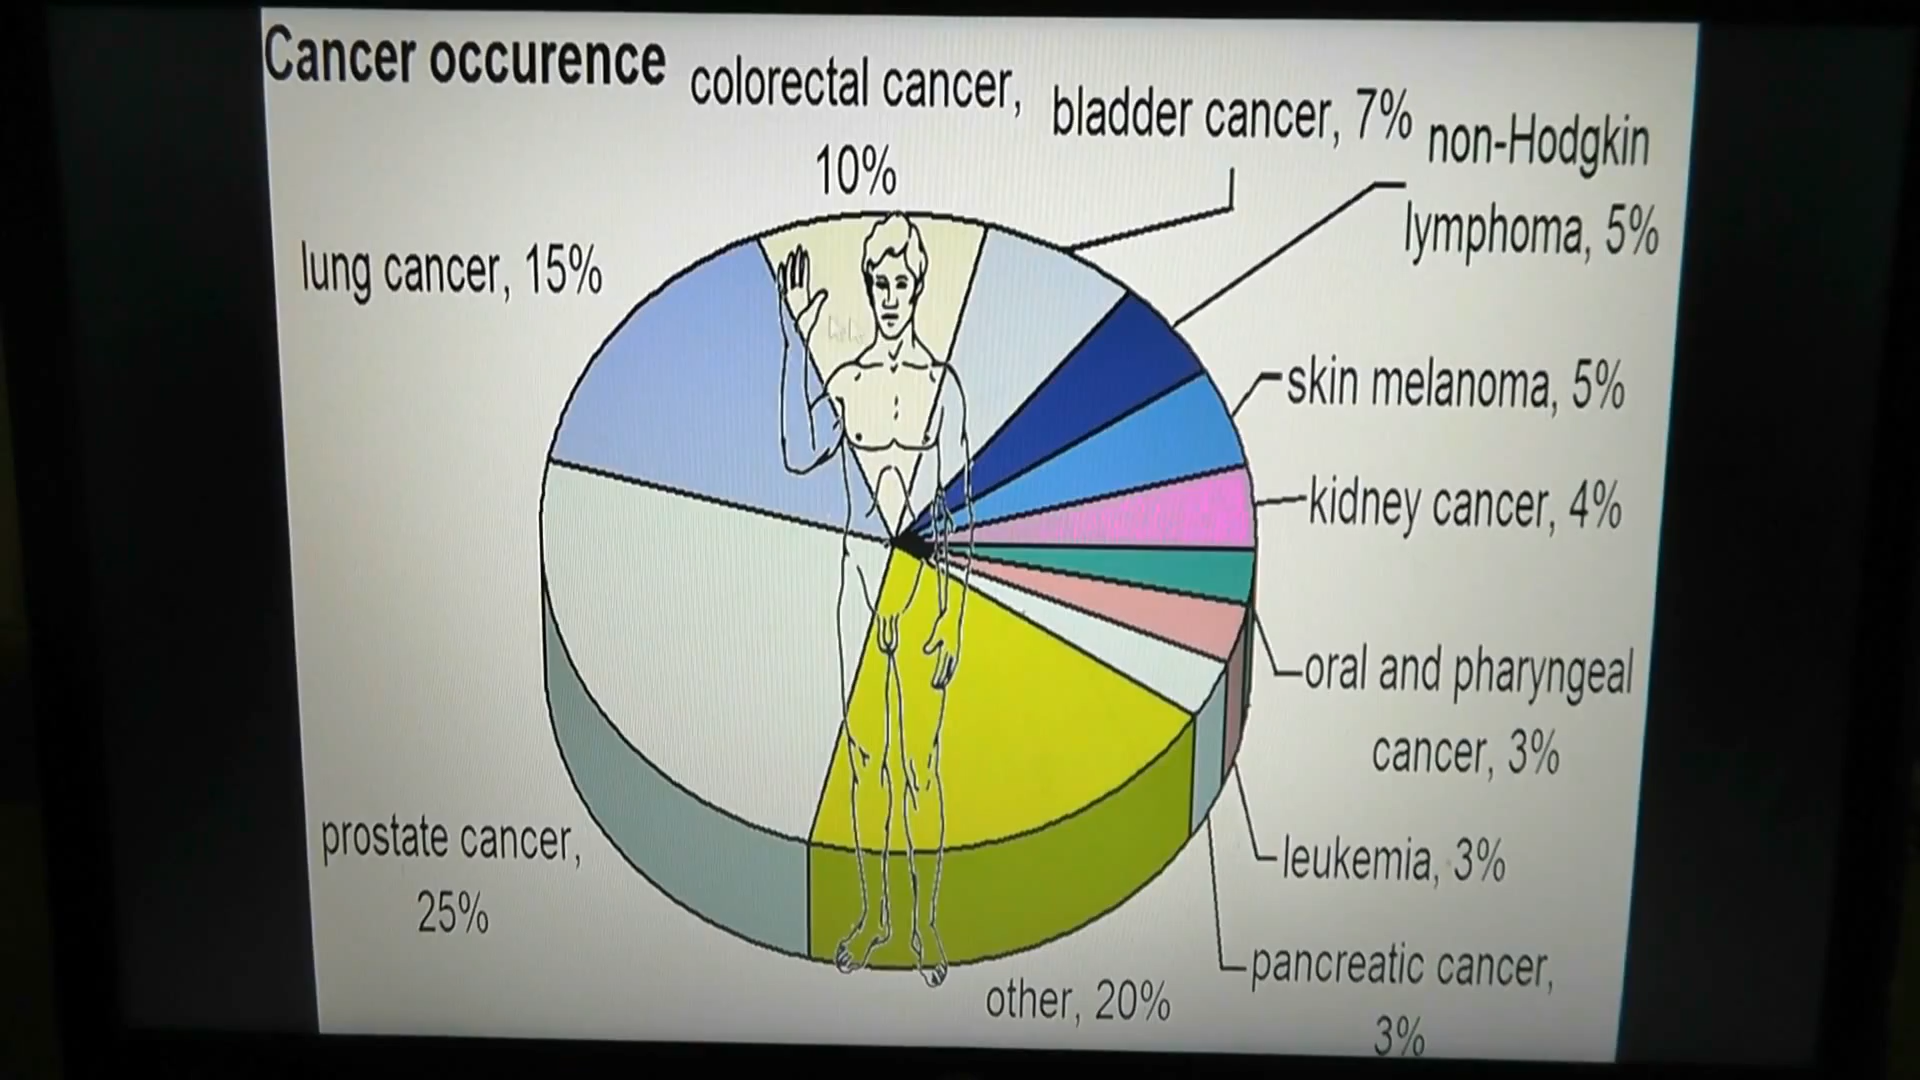 Cancer occurence
colorectal cancer,
10%
bladder cancer, 7%
non-Hodgkin
lymphoma, 5%
lung cancer, 15%
skin melanoma, 5%
kidney cancer, 4%
oral and pharyngeal
cancer, 3%
prostate cancer,
25%
leukemia, 3%
pancreatic cancer,
3%
other, 20%